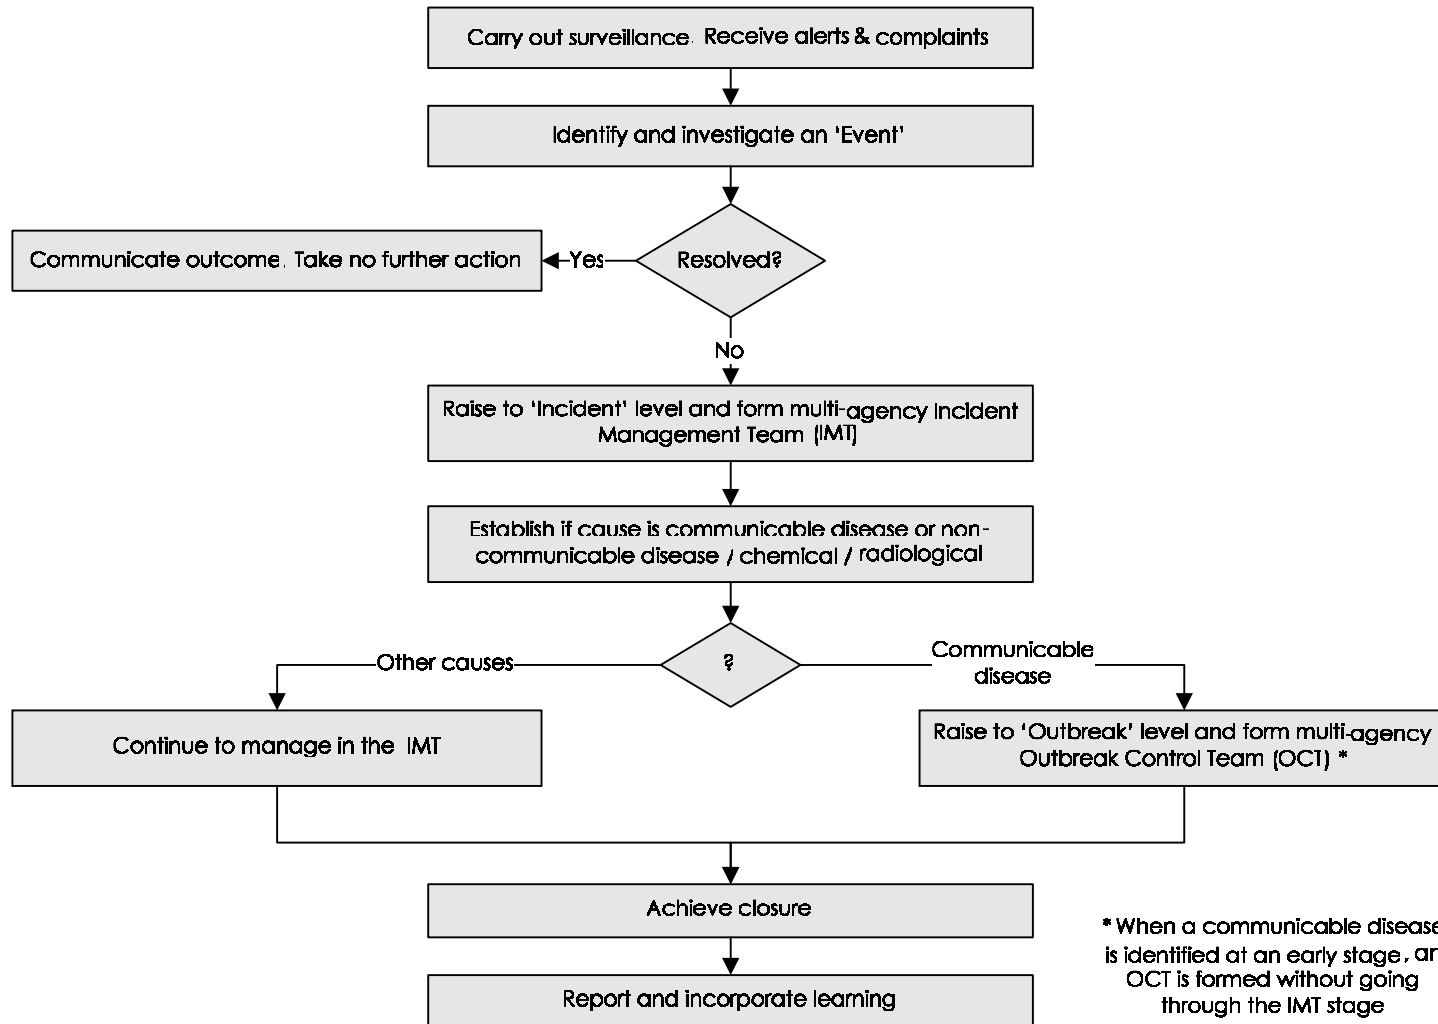 Carry out surveillance. Receive alerts & complaints
Identify and investigate an ‘Event’
Resolved?
Yes
Communicate outcome. Take no further action
No
Raise to ‘Incident’ level and form multi-agency Incident
Management Team (IMT)
Establish if cause is communicable disease or non-
communicable disease / chemical / radiological
?
Other causes
Communicable
disease
Continue to manage in the IMT
Raise to ‘Outbreak’ level and form multi-agency
Outbreak Control Team (OCT) *
Achieve closure
Report and incorporate learning
* When a communicable disease
is identified at an early stage, an
OCT is formed without going
through the IMT stage